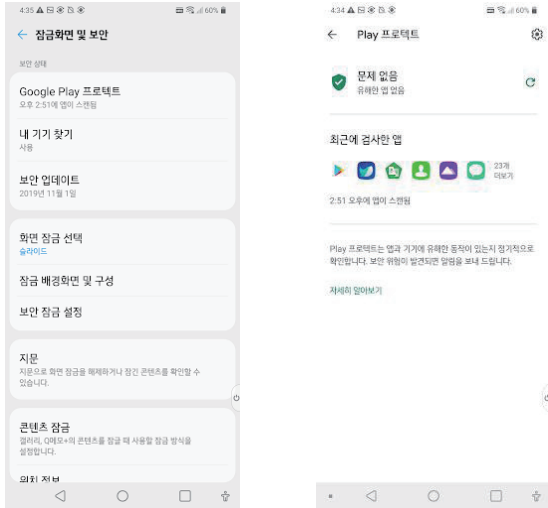 4:35
60%
잠금화면 및 보안
보안 상태
Google Play 프로텍트
오후 2:51에 앱이 스캔됨
내 기기 찾기
사용
보안 업데이트
2019년 11월 1일
화면 잠금 선택
슬라이드
잠금 배경화면 및 구성
보안 잠금 설정
지문
지문으로 화면 잠금을 해제하거나 잠긴 콘텐츠를 확인할 수
있습니다.
콘텐츠 잠금
갤러리, Q메모+의 콘텐츠를 잠글 때 사용할 잠금 방식을
설정합니다.
위치 정보
4:34
60%
Play 프로텍트
문제 없음
유해한 앱 없음
최근에 검사한 앱
23개
더보기
2:51 오후에 앱이 스캔됨
Play 프로텍트는 앱과 기기에 유해한 동작이 있는지 정기적으로
확인합니다. 보안 위험이 발견되면 알림을 보내 드립니다.
자세히 알아보기